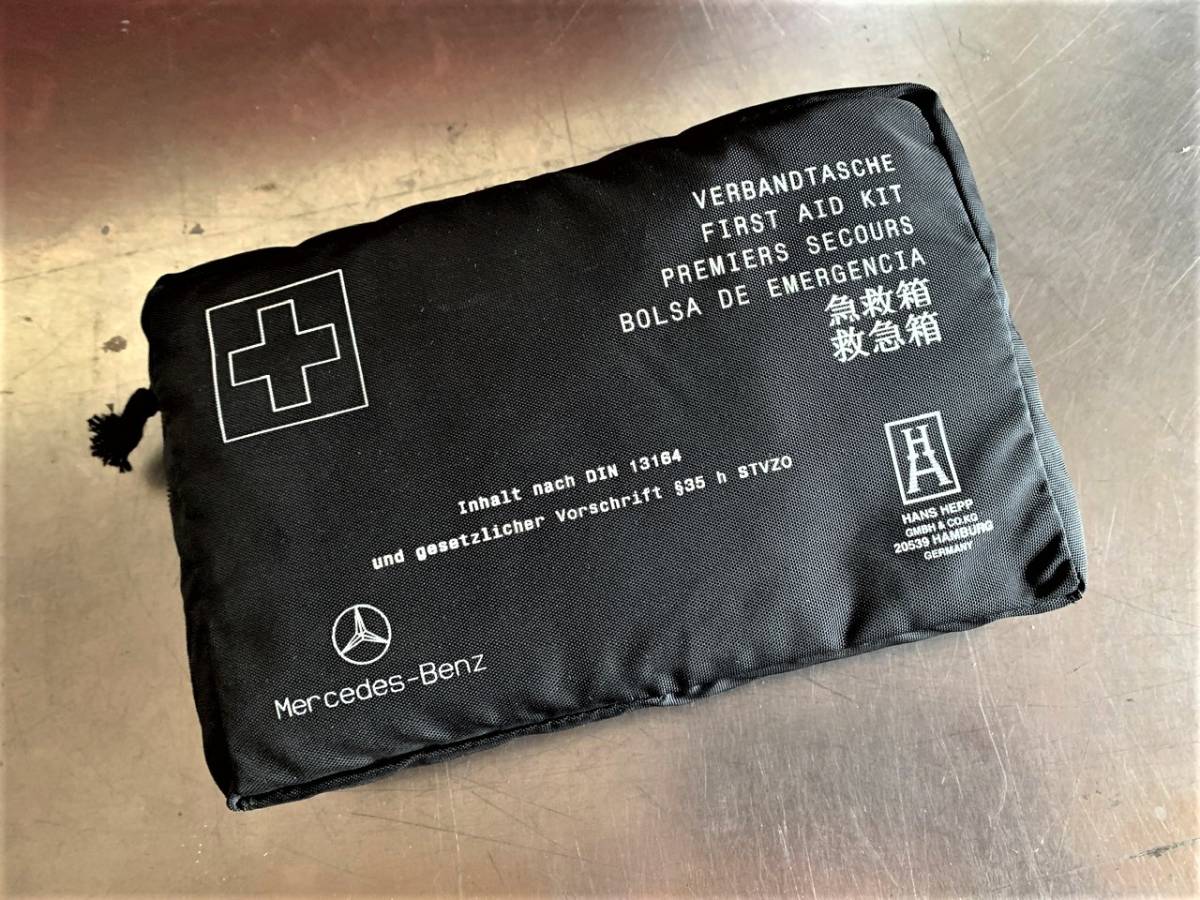 VERBANDTASCHE
FIRST AID KIT
PREMIERS SECOURS
BOLSA DE EMERGENCIA
急救箱
救急箱
Inhalt nach DIN 13164
und gesetzlicher Vorschrift §35 h STVZO
HA
HANS HEPP
GMBH & CO.KG
20539 HAMBURG
GERMANY
Mercedes-Benz